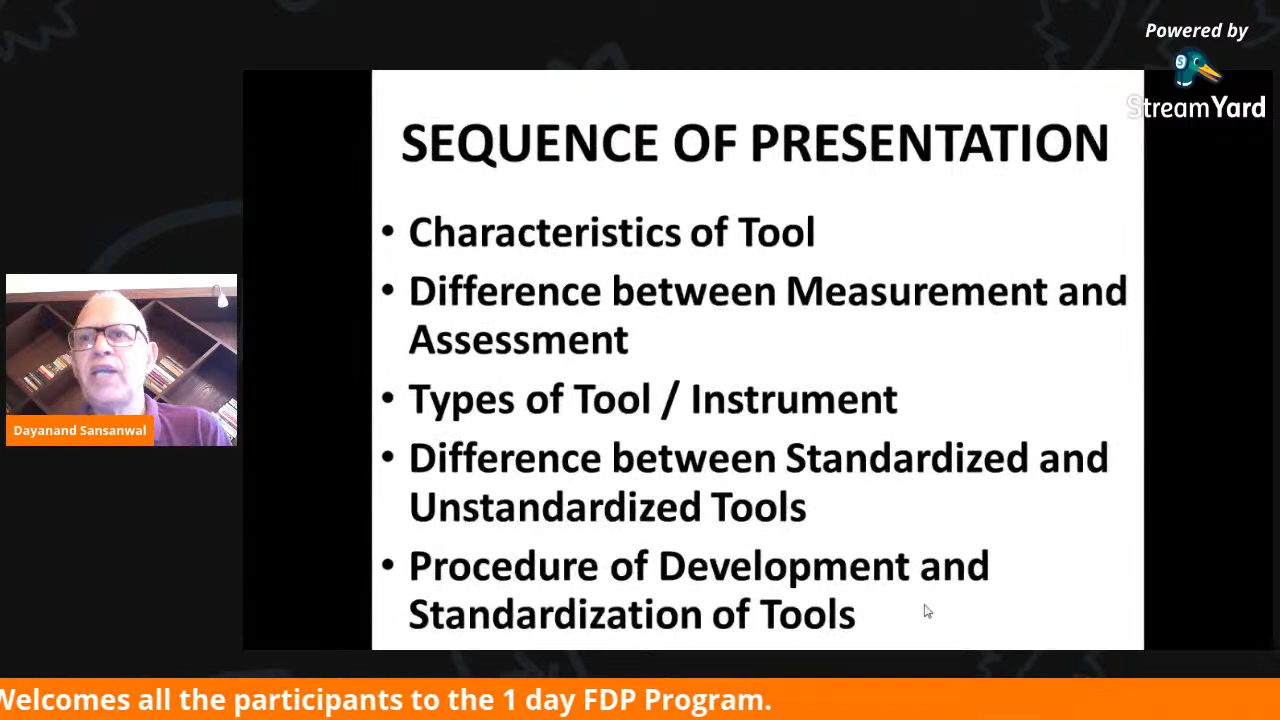 Powered by
StreamYard
SEQUENCE OF PRESENTATION
• Characteristics of Tool
• Difference between Measurement and
Assessment
• Types of Tool / Instrument
• Difference between Standardized and
Unstandardized Tools
• Procedure of Development and
Standardization of Tools
Dayanand Sansanwal
Welcomes all the participants to the 1 day FDP Program.